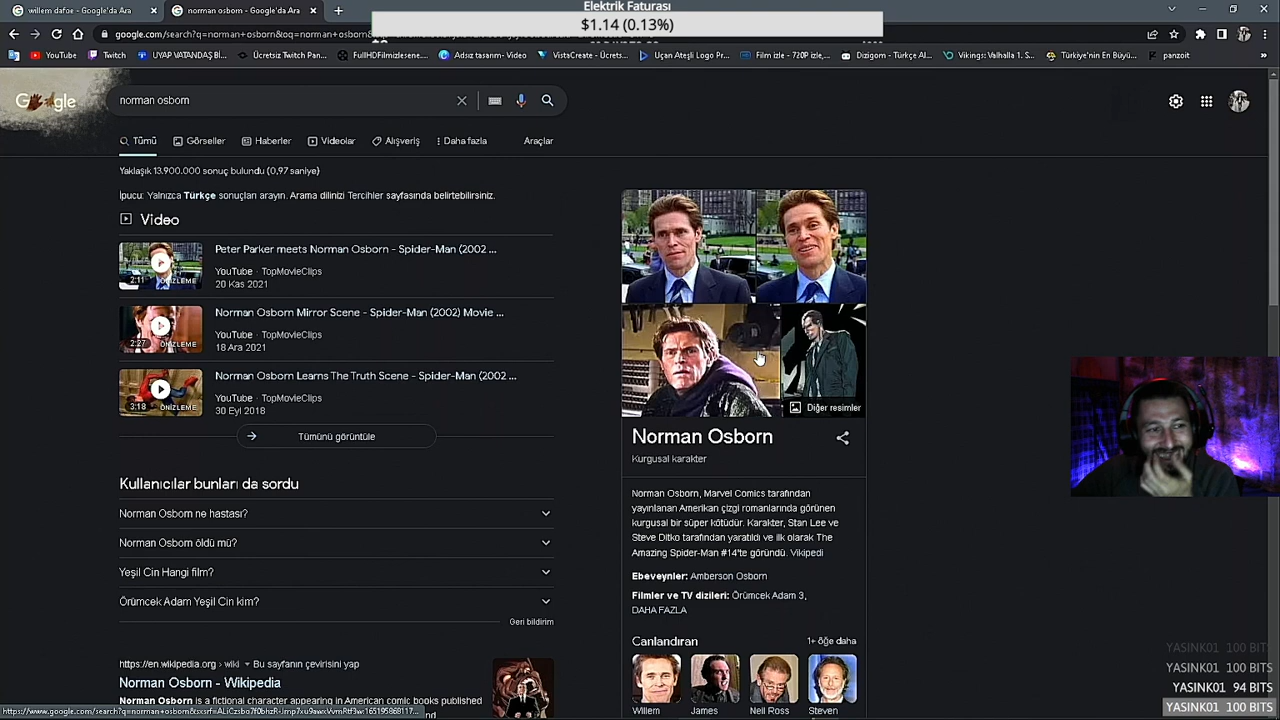 willem dafoe - Google'da Ara
norman osborn - Google'da Ara
Elektrik Faturası
$1.14 (0.13%)
google.com/search?q=norman+osborn&oq=norman+osborn
YouTube
Twitch
UYAP VATANDAŞ Bİ...
Ücretsiz Twitch Pan...
FullHDFilmizlesene...
Adsız tasarım - Video
VistaCreate - Ücrets...
Uçan Ateşli Logo Pr...
Film izle - 720P izle,...
Dizigom - Türkçe Al...
Vikings: Valhalla 1. S...
Türkiye'nin En Büyü...
panzoit
norman osborn
Tümü
Görseller
Haberler
Videolar
Alışveriş
Daha fazla
Araçlar
Yaklaşık 13.900.000 sonuç bulundu (0,97 saniye)
İpucu: Yalnızca Türkçe sonuçları arayın. Arama dilinizi Tercihler sayfasında belirtebilirsiniz.
Video
Peter Parker meets Norman Osborn - Spider-Man (2002 ...
YouTube · TopMovieClips
20 Kas 2021
2:11
ÖNİZLEME
Norman Osborn Mirror Scene - Spider-Man (2002) Movie ...
YouTube · TopMovieClips
18 Ara 2021
2:27
ÖNİZLEME
Norman Osborn Learns The Truth Scene - Spider-Man (2002 ...
YouTube · TopMovieClips
30 Eyl 2018
3:18
ÖNİZLEME
Tümünü görüntüle
Kullanıcılar bunları da sordu
Norman Osborn ne hastası?
Norman Osborn öldü mü?
Yeşil Cin Hangi film?
Örümcek Adam Yeşil Cin kim?
Geri bildirim
https://en.wikipedia.org › wiki ▾ Bu sayfanın çevirisini yap
Norman Osborn - Wikipedia
Norman Osborn is a fictional character appearing in American comic books published
Diğer resimler
Norman Osborn
Kurgusal karakter
Norman Osborn, Marvel Comics tarafından
yayınlanan Amerikan çizgi romanlarında görünen
kurgusal bir süper kötüdür. Karakter, Stan Lee ve
Steve Ditko tarafından yaratıldı ve ilk olarak The
Amazing Spider-Man #14'te göründü. Vikipedi
Ebeveynler: Amberson Osborn
Filmler ve TV dizileri: Örümcek Adam 3,
DAHA FAZLA
Canlandıran
1+ öğe daha
Willem
James
Neil Ross
Steven
YASINK01 100 BITS
YASINK01 100 BITS
YASINK01 94 BITS
YASINK01 100 BITS